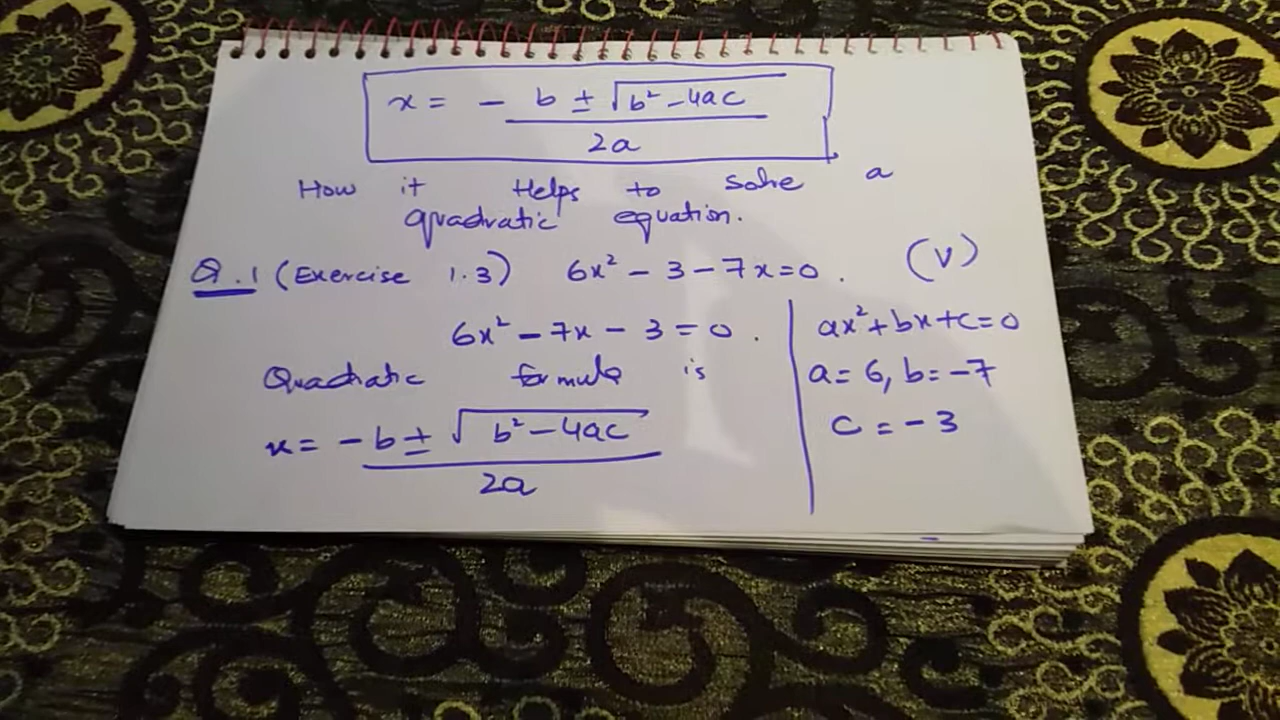 x = - b ± √b² - 4ac / 2a
How it Helps to solve a
quadratic equation.
Q.1 (Exercise 1.3) 6x² - 3 - 7x = 0. (V)
6x² - 7x - 3 = 0.
Quadratic formula is
x = -b ± √b² - 4ac / 2a
ax² + bx + c = 0
a = 6, b = -7
c = -3